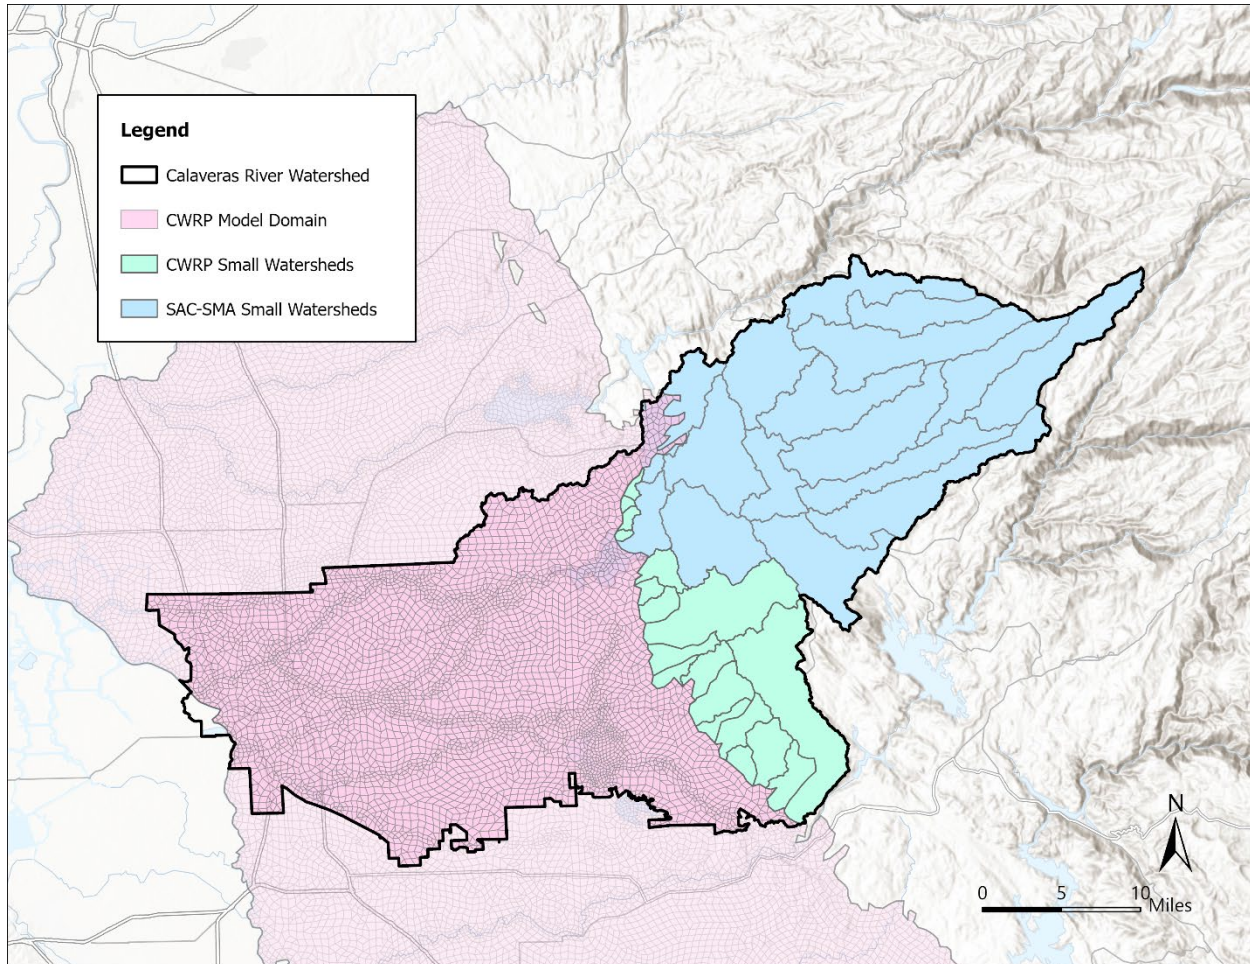 Legend
Calaveras River Watershed
CWRP Model Domain
CWRP Small Watersheds
SAC-SMA Small Watersheds
N
0 5 10
Miles